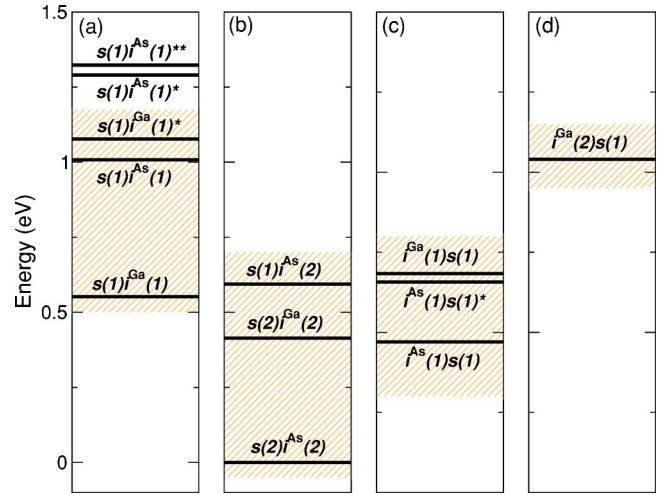 1.5
(a)
(b)
(c)
(d)
s(1)i^As(1)**
s(1)i^As(1)*
s(1)i^Ga(1)*
i^Ga(2)s(1)
1
s(1)i^As(1)
Energy (eV)
s(1)i^As(2)
i^Ga(1)s(1)
s(1)i^Ga(1)
i^As(1)s(1)*
0.5
s(2)i^Ga(2)
i^As(1)s(1)
s(2)i^As(2)
0